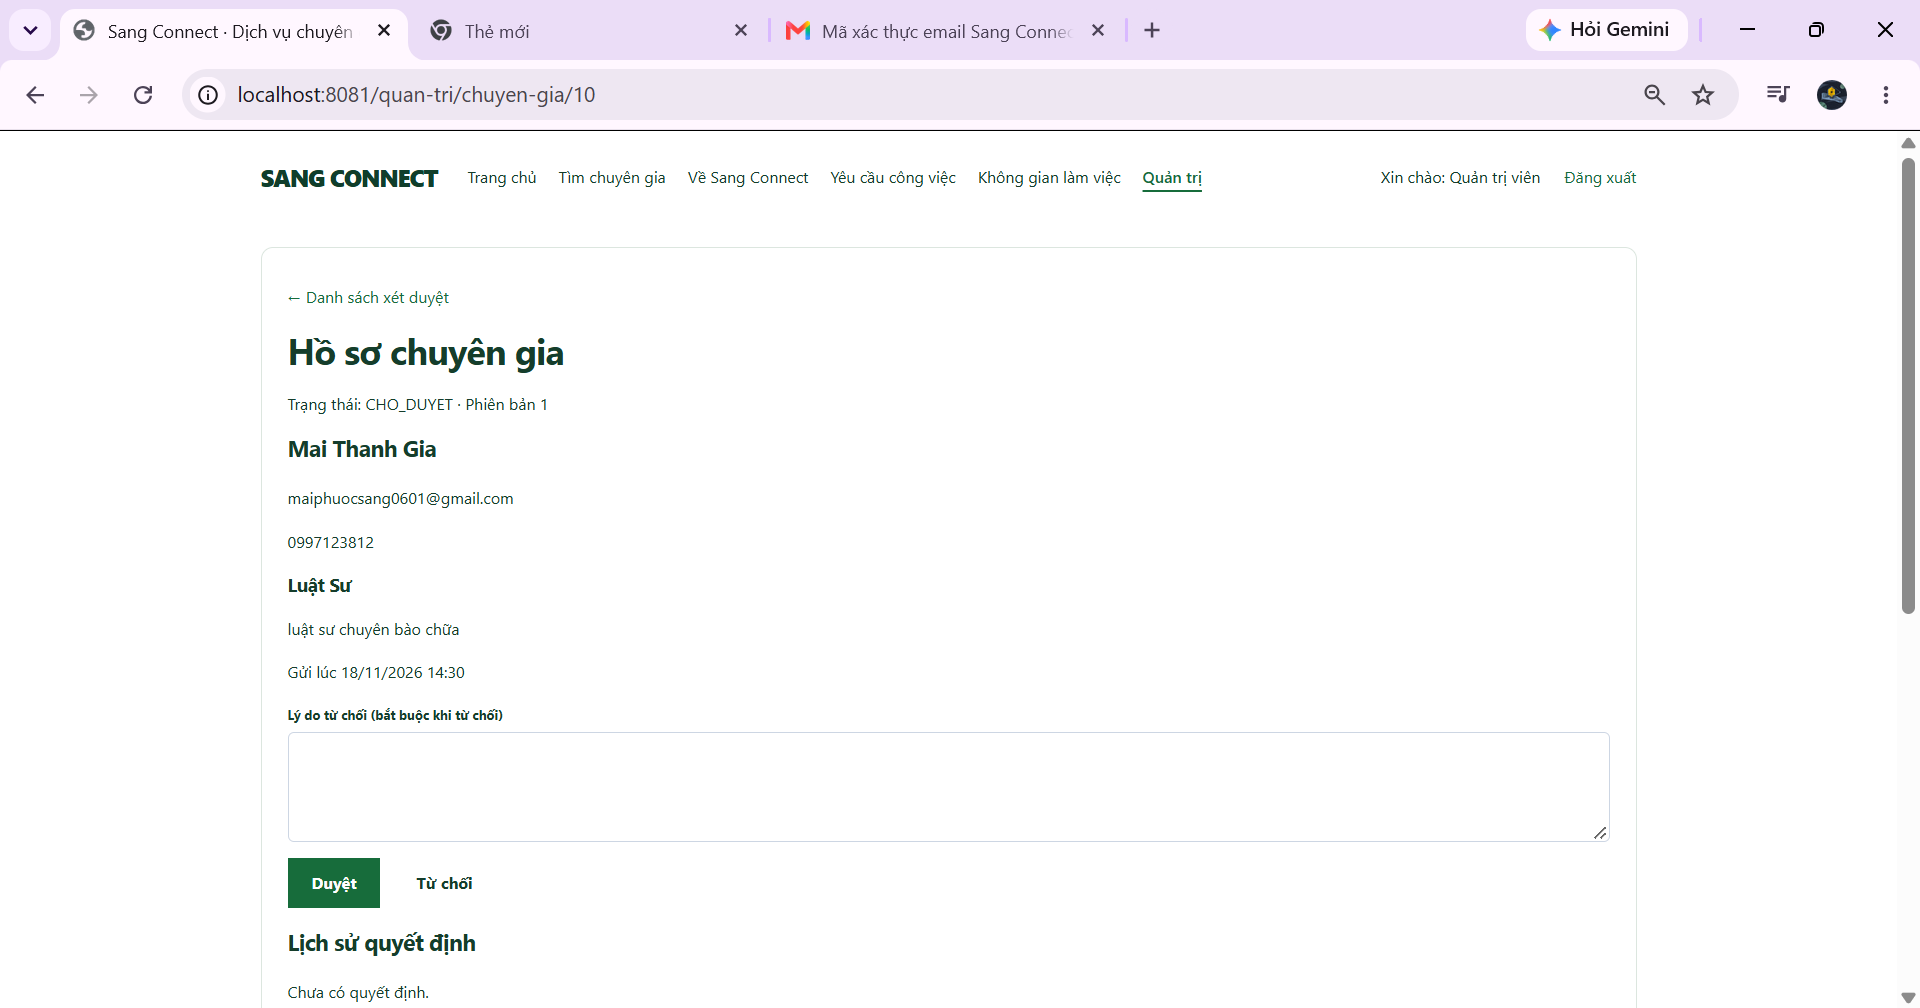 Sang Connect · Dịch vụ chuyên
Thẻ mới
Mã xác thực email Sang Connec
Hỏi Gemini
localhost:8081/quan-tri/chuyen-gia/10
SANG CONNECT
Trang chủ
Tìm chuyên gia
Về Sang Connect
Yêu cầu công việc
Không gian làm việc
Quản trị
Xin chào: Quản trị viên
Đăng xuất
← Danh sách xét duyệt
Hồ sơ chuyên gia
Trạng thái: CHO_DUYET · Phiên bản 1
Mai Thanh Gia
maiphuocsang0601@gmail.com
0997123812
Luật Sư
luật sư chuyên bào chữa
Gửi lúc 18/11/2026 14:30
Lý do từ chối (bắt buộc khi từ chối)
Duyệt
Từ chối
Lịch sử quyết định
Chưa có quyết định.